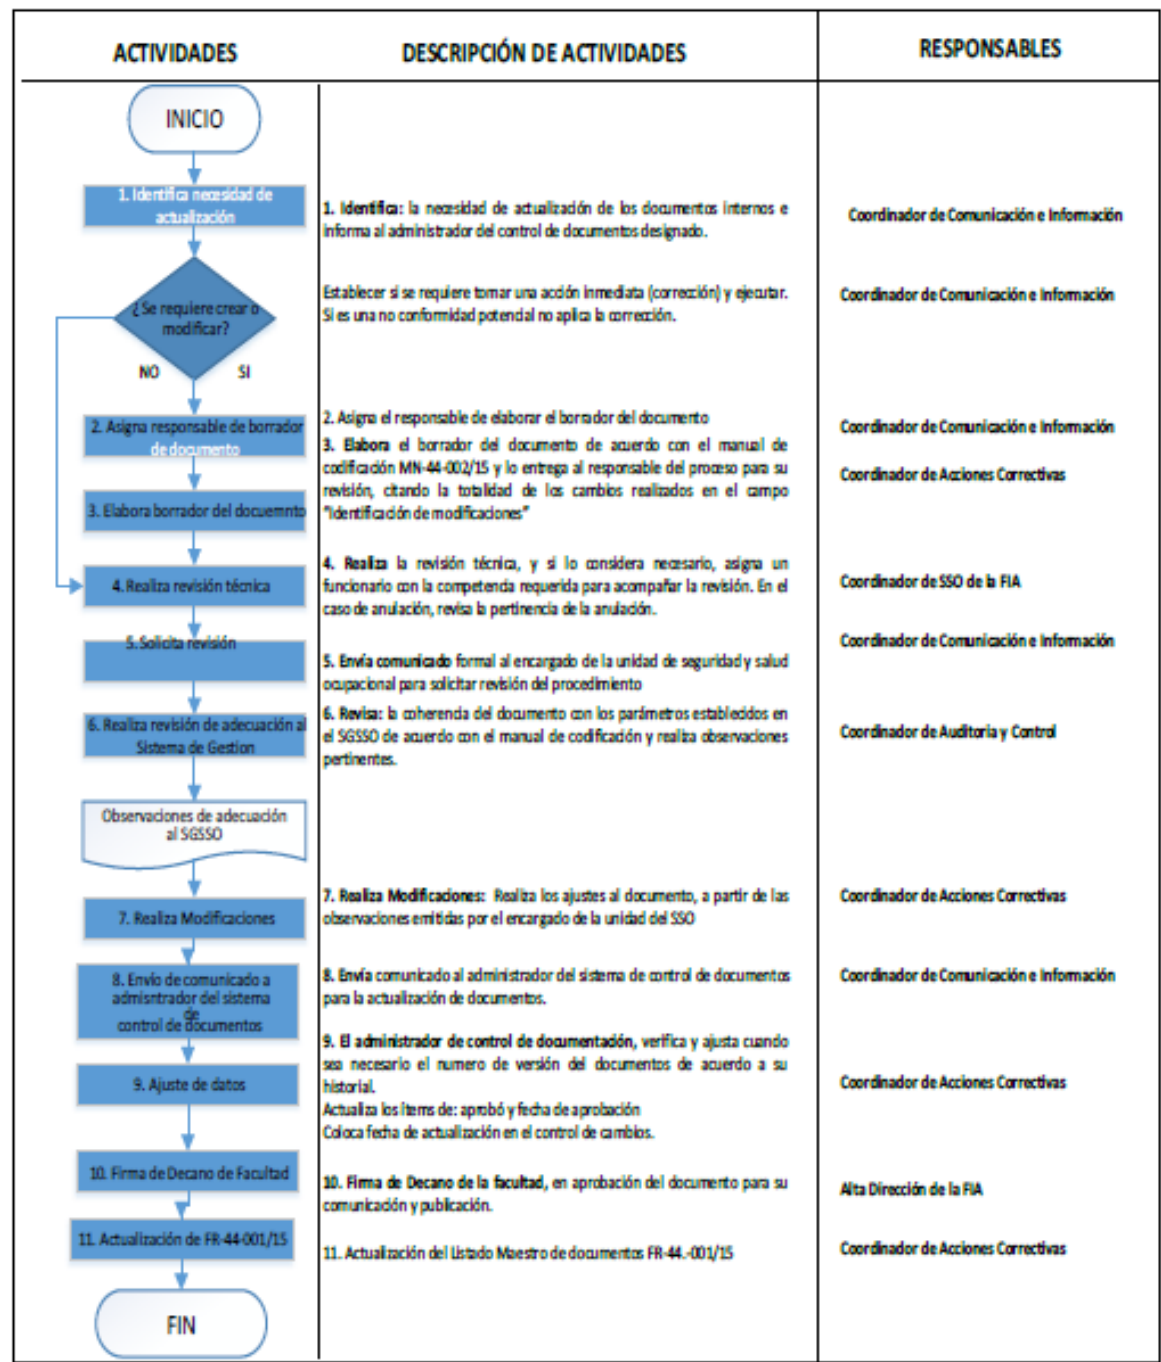 ACTIVIDADES
DESCRIPCIÓN DE ACTIVIDADES
RESPONSABLES
INICIO
1. Identifica necesidad de
actualización
1. Identifica: la necesidad de actualización de los documentos internos e
informa al administrador del control de documentos designado.
Coordinador de Comunicación e Información
¿Se requiere crear o
modificar?
NO
SI
Establecer si se requiere tomar una acción inmediata (corrección) y ejecutar.
Si es una no conformidad potencial no aplica la corrección.
Coordinador de Comunicación e Información
2. Asigna responsable de borrador
de documento
2. Asigna el responsable de elaborar el borrador del documento
Coordinador de Comunicación e Información
3. Elabora borrador del docuemnto
3. Elabora el borrador del documento de acuerdo con el manual de
codificación MN-44-002/15 y lo entrega al responsable del proceso para su
revisión, citando la totalidad de los cambios realizados en el campo
"Identificación de modificaciones"
Coordinador de Acciones Correctivas
4. Realiza revisión técnica
4. Realiza la revisión técnica, y si lo considera necesario, asigna un
funcionario con la competencia requerida para acompañar la revisión. En el
caso de anulación, revisa la pertinencia de la anulación.
Coordinador de SSO de la FIA
5. Solicita revisión
5. Envía comunicado formal al encargado de la unidad de seguridad y salud
ocupacional para solicitar revisión del procedimiento
Coordinador de Comunicación e Información
6. Realiza revisión de adecuación al
Sistema de Gestion
6. Revisa: la coherencia del documento con los parámetros establecidos en
el SGSSO de acuerdo con el manual de codificación y realiza observaciones
pertinentes.
Coordinador de Auditoria y Control
Observaciones de adecuación
al SGSSO
7. Realiza Modificaciones
7. Realiza Modificaciones: Realiza los ajustes al documento, a partir de las
observaciones emitidas por el encargado de la unidad del SSO
Coordinador de Acciones Correctivas
8. Envío de comunicado a
admisntrador del sistema
de
control de documentos
8. Envía comunicado al administrador del sistema de control de documentos
para la actualización de documentos.
Coordinador de Comunicación e Información
9. Ajuste de datos
9. El administrador de control de documentación, verifica y ajusta cuando
sea necesario el numero de versión del documentos de acuerdo a su
historial.
Actualiza los ítems de: aprobó y fecha de aprobación
Coloca fecha de actualización en el control de cambios.
Coordinador de Acciones Correctivas
10. Firma de Decano de Facultad
10. Firma de Decano de la facultad, en aprobación del documento para su
comunicación y publicación.
Alta Dirección de la FIA
11. Actualización de FR-44-001/15
11. Actualización del Listado Maestro de documentos FR-44.-001/15
Coordinador de Acciones Correctivas
FIN